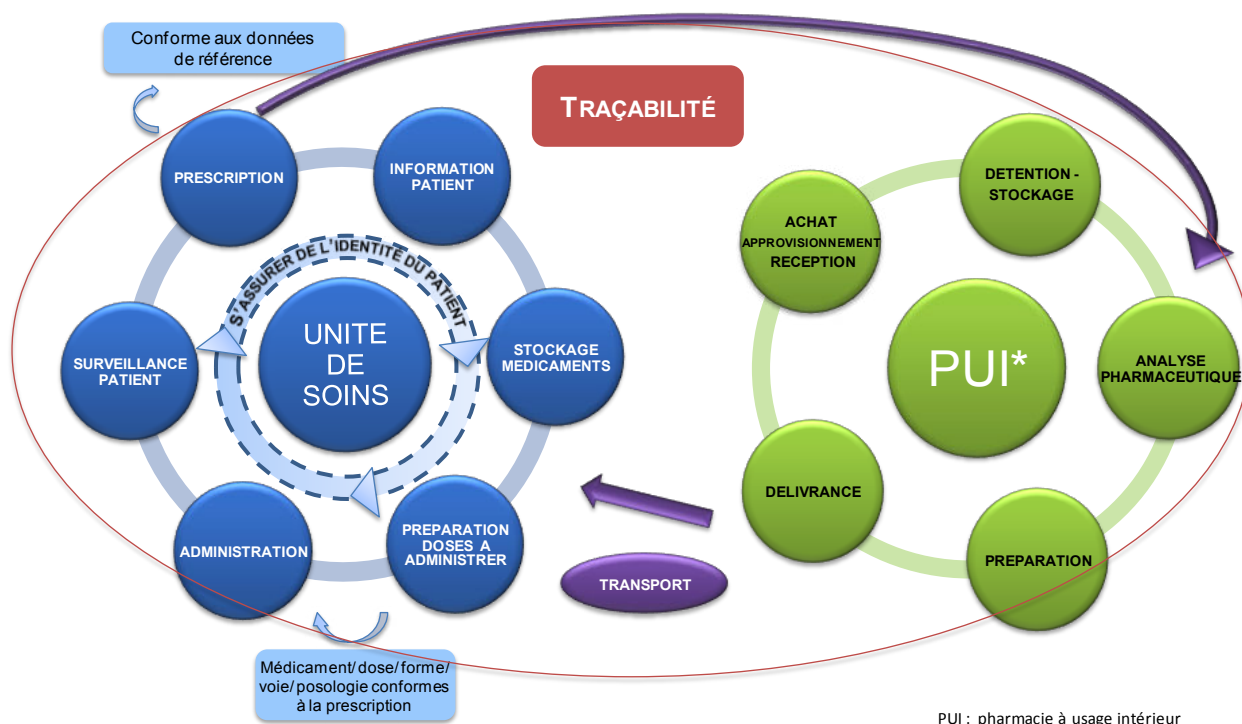 Conforme aux données
de référence
TRAÇABILITÉ
PRESCRIPTION
INFORMATION
PATIENT
S'ASSURER DE L'IDENTITÉ DU PATIENT
UNITE
DE
SOINS
SURVEILLANCE
PATIENT
STOCKAGE
MEDICAMENTS
ADMINISTRATION
PREPARATION
DOSES A
ADMINISTRER
Médicament/ dose/ forme/
voie/ posologie conformes
à la prescription
TRANSPORT
DETENTION -
STOCKAGE
ACHAT
APPROVISIONNEMENT
RECEPTION
PUI*
ANALYSE
PHARMACEUTIQUE
DELIVRANCE
PREPARATION
PUI : pharmacie à usage intérieur